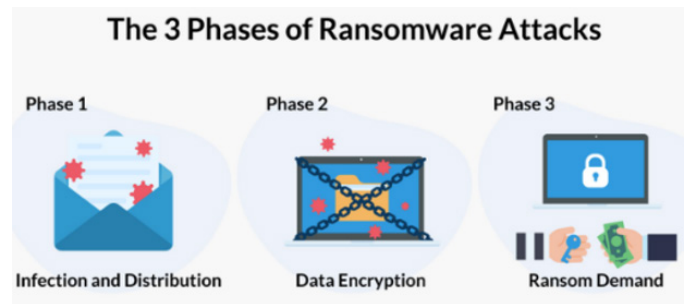 The 3 Phases of Ransomware Attacks
Phase 1
Phase 2
Phase 3
Infection and Distribution
Data Encryption
Ransom Demand